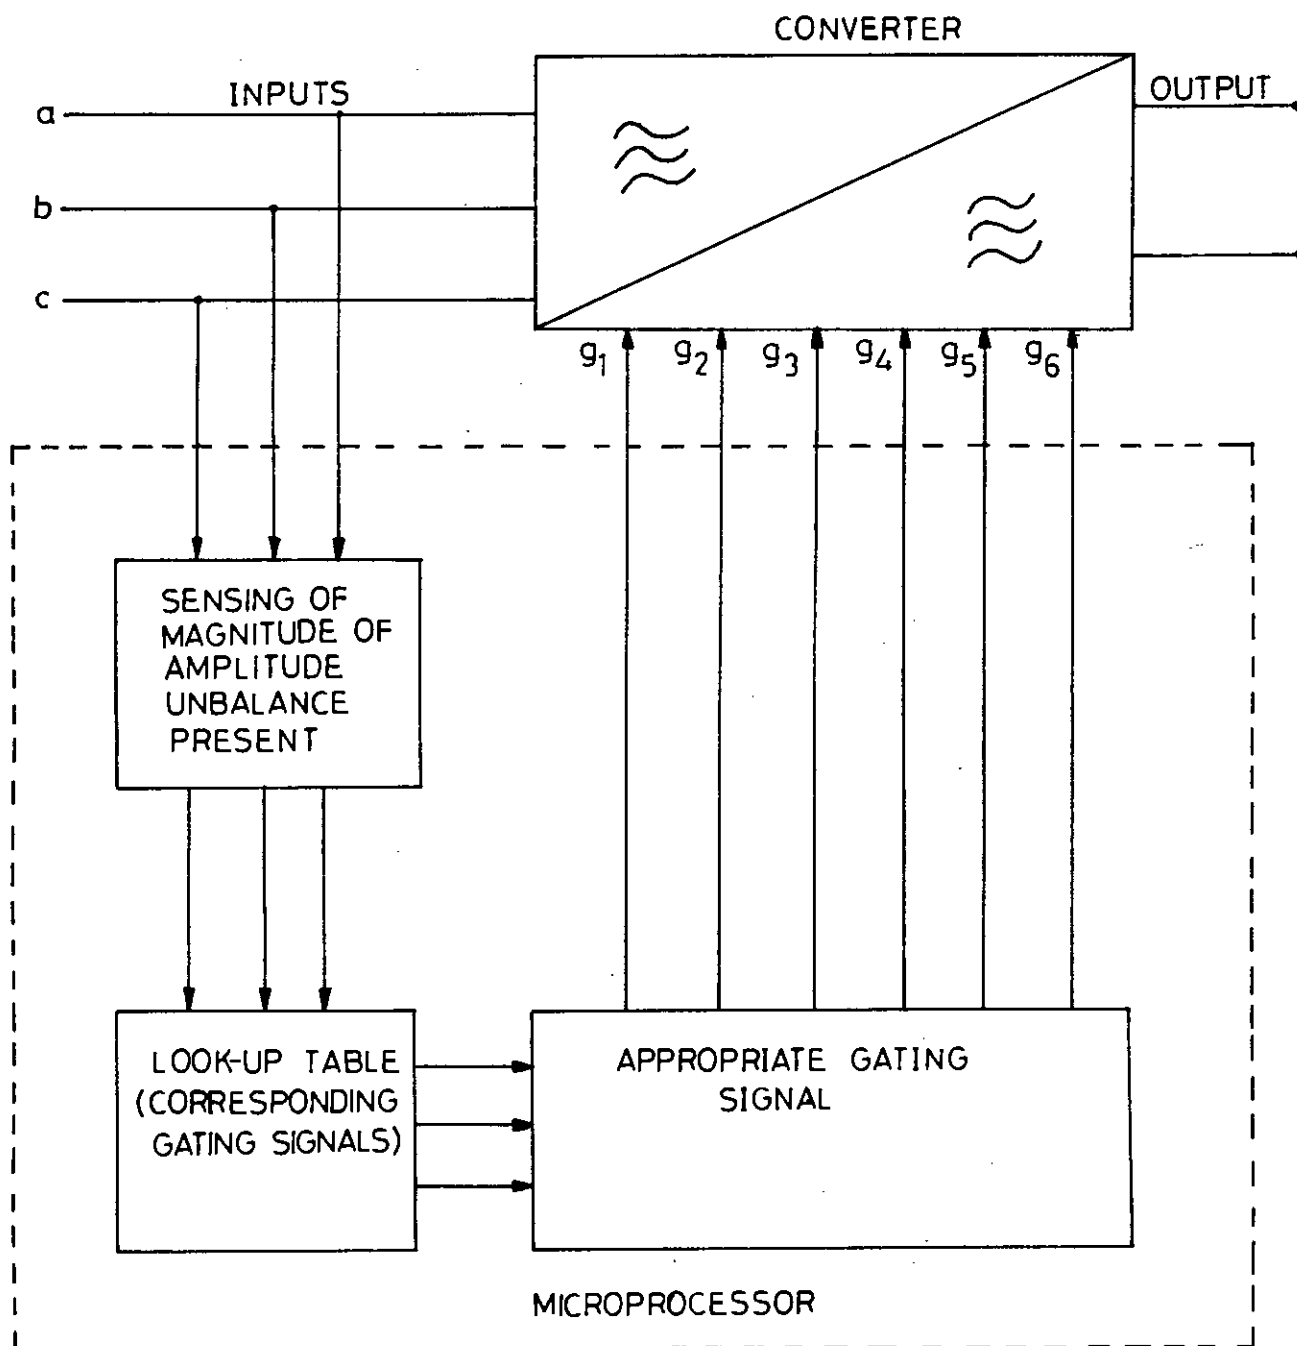 CONVERTER
INPUTS
OUTPUT
a
b
c
g1 g2 g3 g4 g5 g6
SENSING OF
MAGNITUDE OF
AMPLITUDE
UNBALANCE
PRESENT
LOOK-UP TABLE
(CORRESPONDING
GATING SIGNALS)
APPROPRIATE GATING
SIGNAL
MICROPROCESSOR